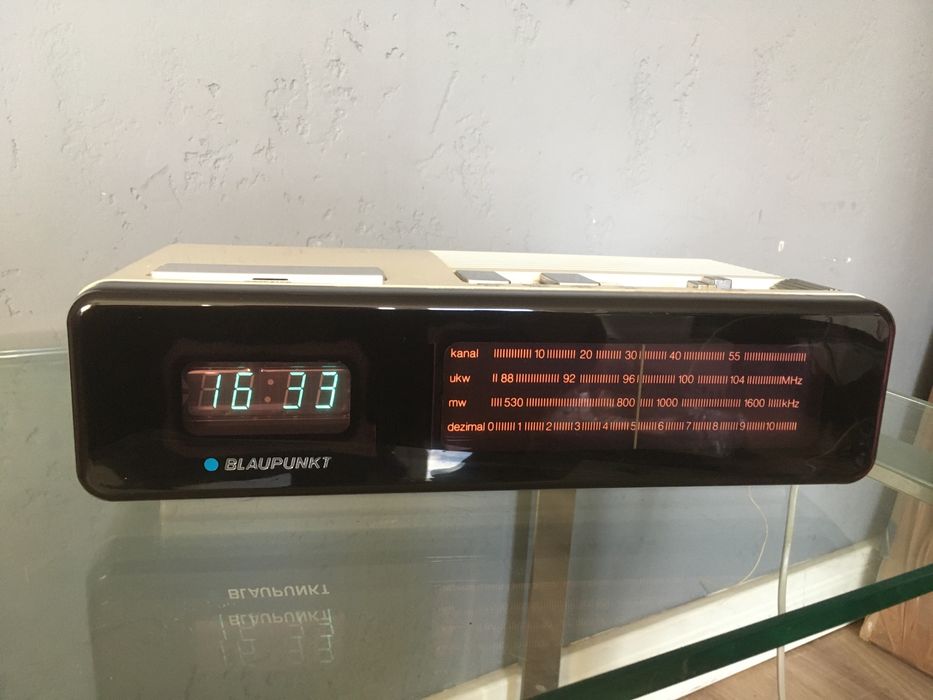 16 33
BLAUPUNKT
kanal 10 20 30 40 55
ukw 88 92 96 100 104 MHz
mw 530 800 1000 1600 kHz
dezimal 0 1 2 3 4 5 6 7 8 9 10